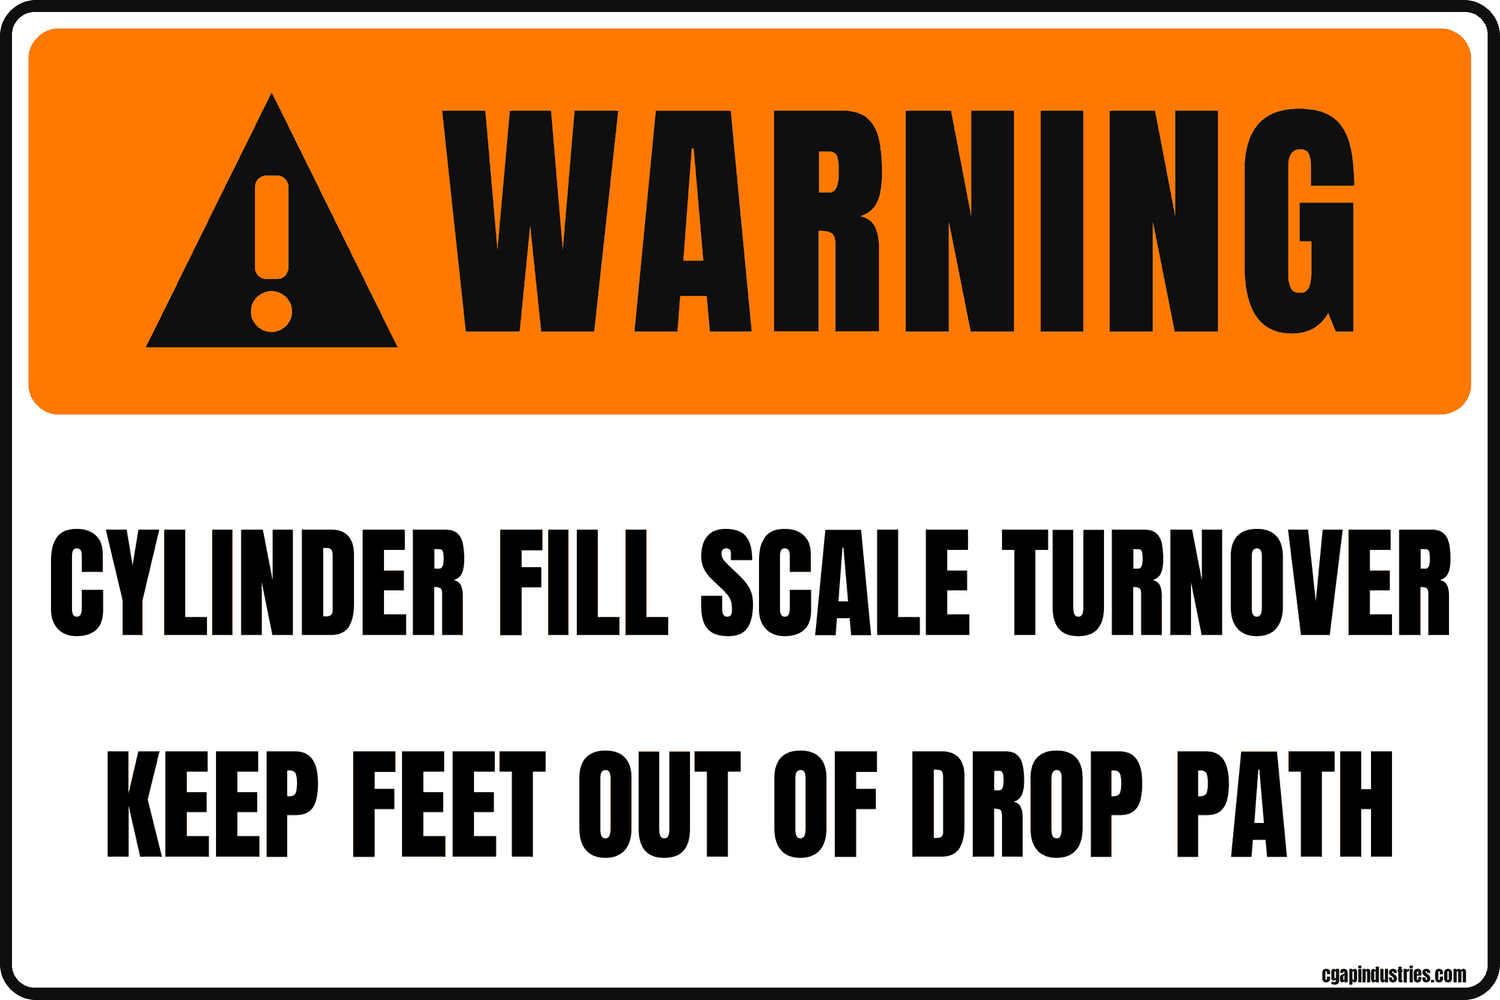 WARNING
CYLINDER FILL SCALE TURNOVER
KEEP FEET OUT OF DROP PATH
cgapindustries.com